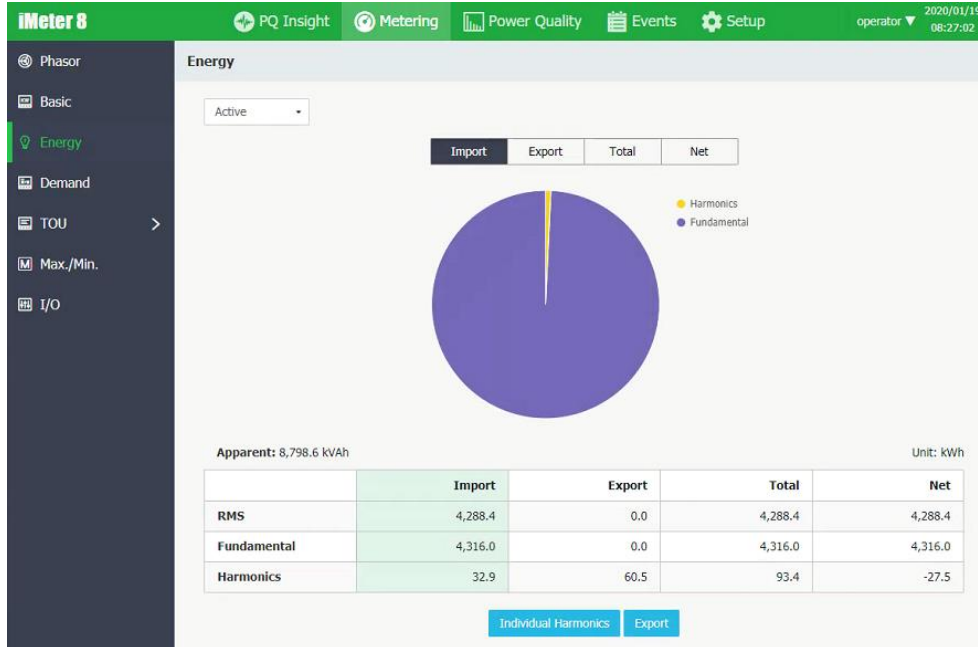 iMeter 8 PQ Insight Metering Power Quality Events Setup operator ▼ 2020/01/19
08:27:02
Phasor
Basic
Energy
Demand
TOU >
Max./Min.
I/O
Energy
Active
Import Export Total Net
Harmonics
Fundamental
Apparent: 8,798.6 kVAh Unit: kWh
Import Export Total Net
RMS 4,288.4 0.0 4,288.4 4,288.4
Fundamental 4,316.0 0.0 4,316.0 4,316.0
Harmonics 32.9 60.5 93.4 -27.5
Individual Harmonics Export